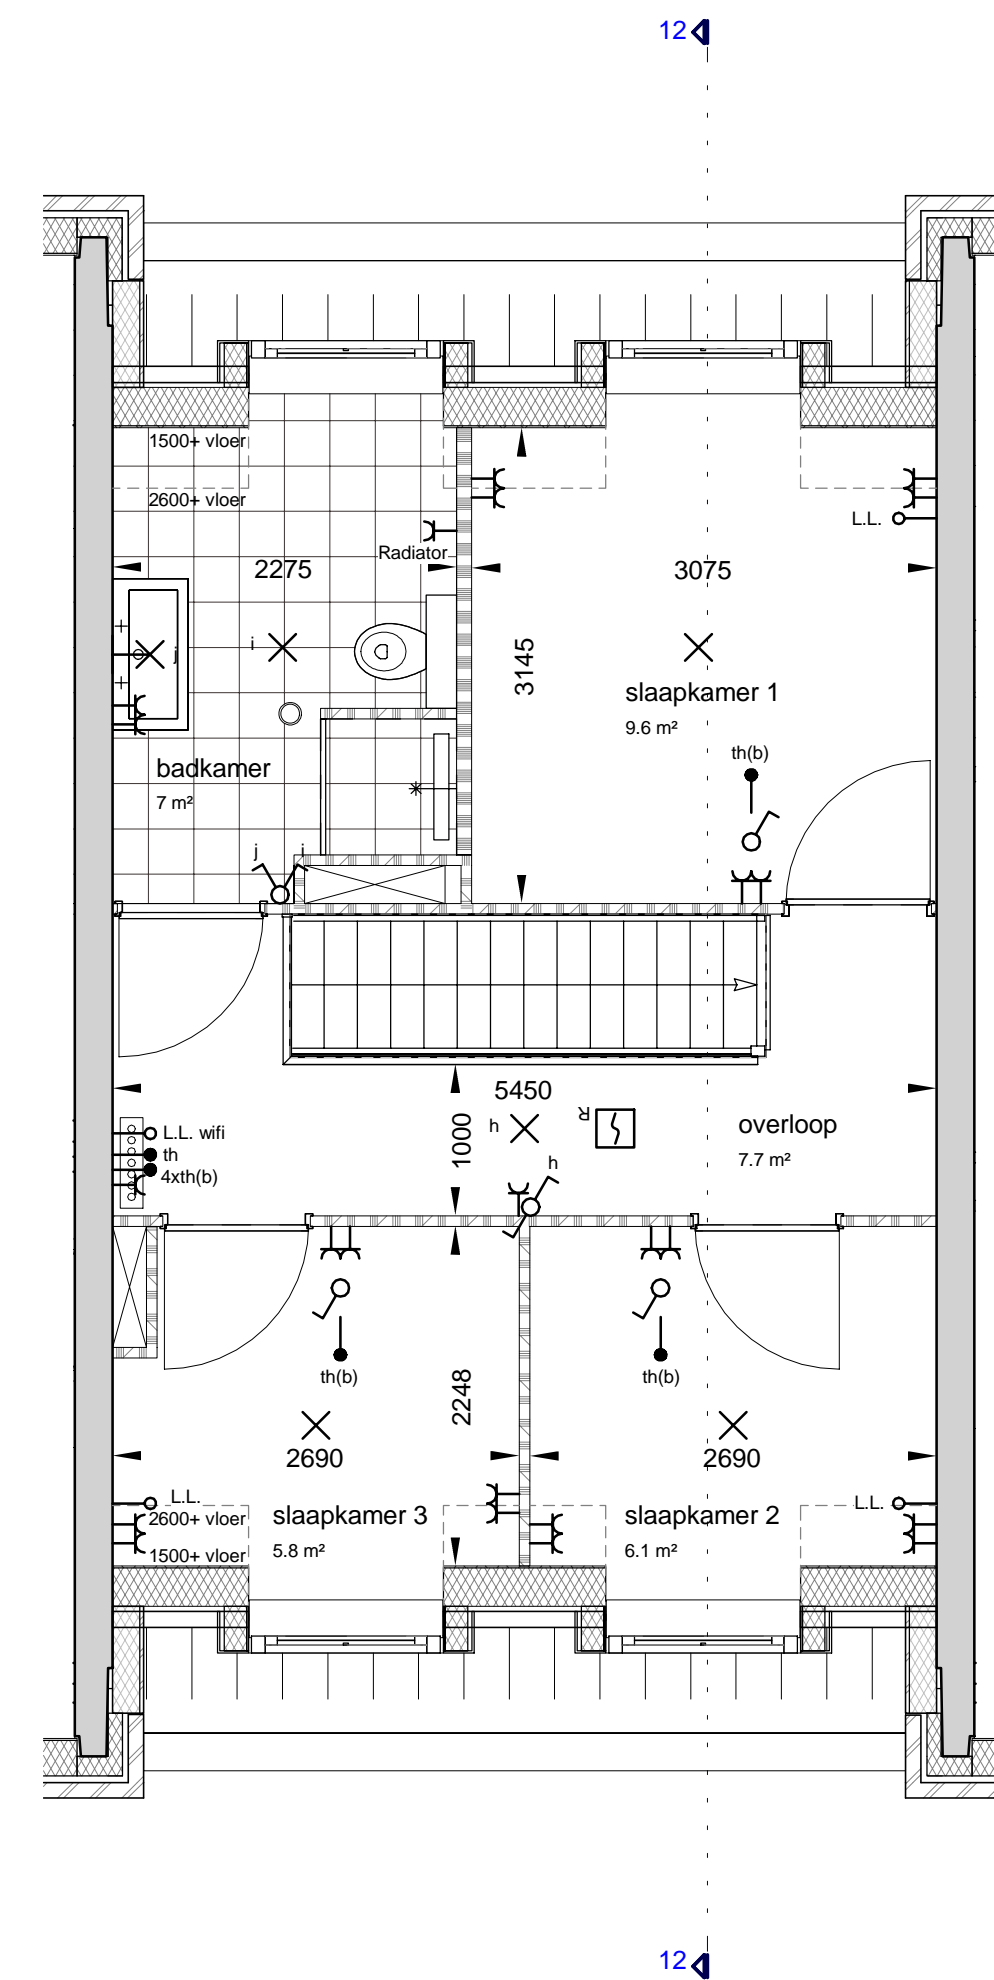 12
1500+ vloer
2600+ vloer
L.L.
Radiator
2275
3075
i
j
3145
slaapkamer 1
9.6 m²
th(b)
badkamer
7 m²
j
i
5450
1000
h
R
overloop
7.7 m²
L.L. wifi
th
4xth(b)
h
th(b)
th(b)
2248
2690
2690
L.L.
L.L.
2600+ vloer
slaapkamer 3
slaapkamer 2
1500+ vloer
5.8 m²
6.1 m²
12